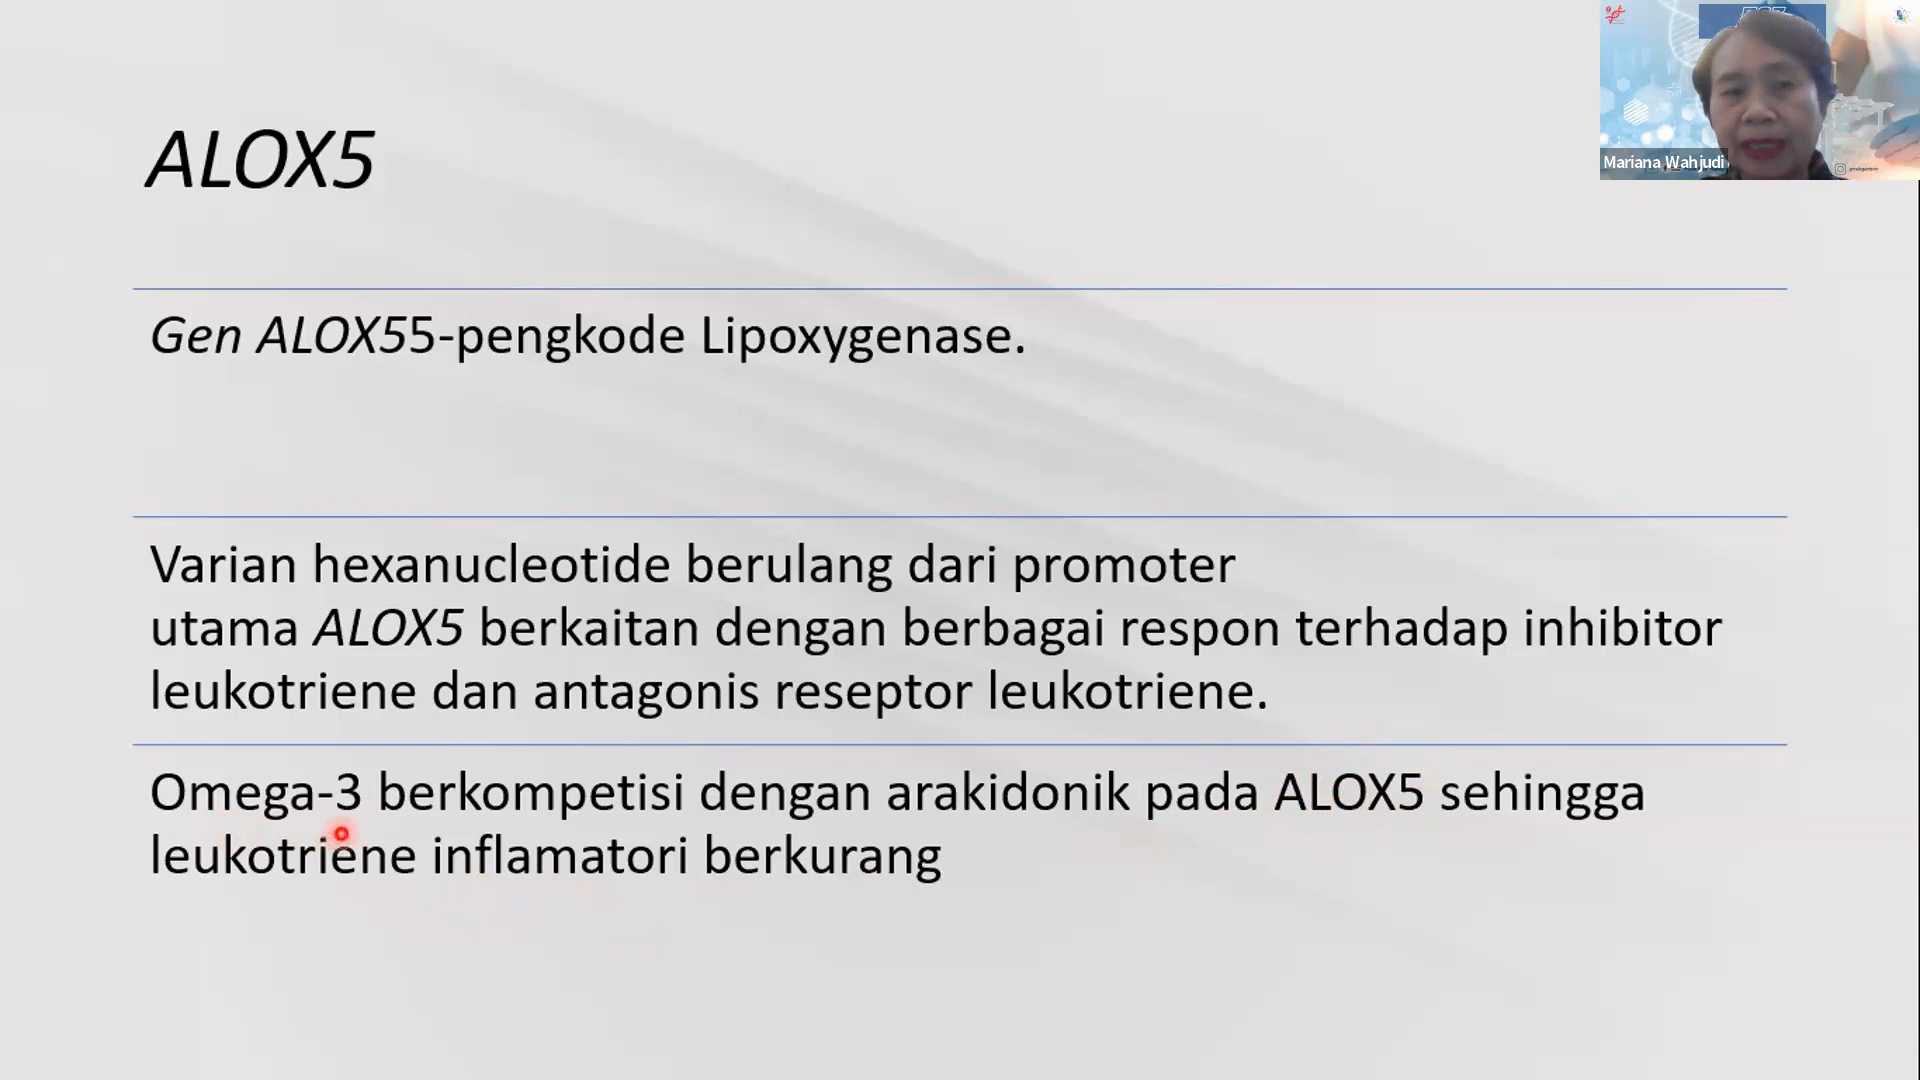 ALOX5
Mariana Wahjudi
Gen ALOX55-pengkode Lipoxygenase.
Varian hexanucleotide berulang dari promoter
utama ALOX5 berkaitan dengan berbagai respon terhadap inhibitor
leukotriene dan antagonis reseptor leukotriene.
Omega-3 berkompetisi dengan arakidonik pada ALOX5 sehingga
leukotriene inflamatori berkurang